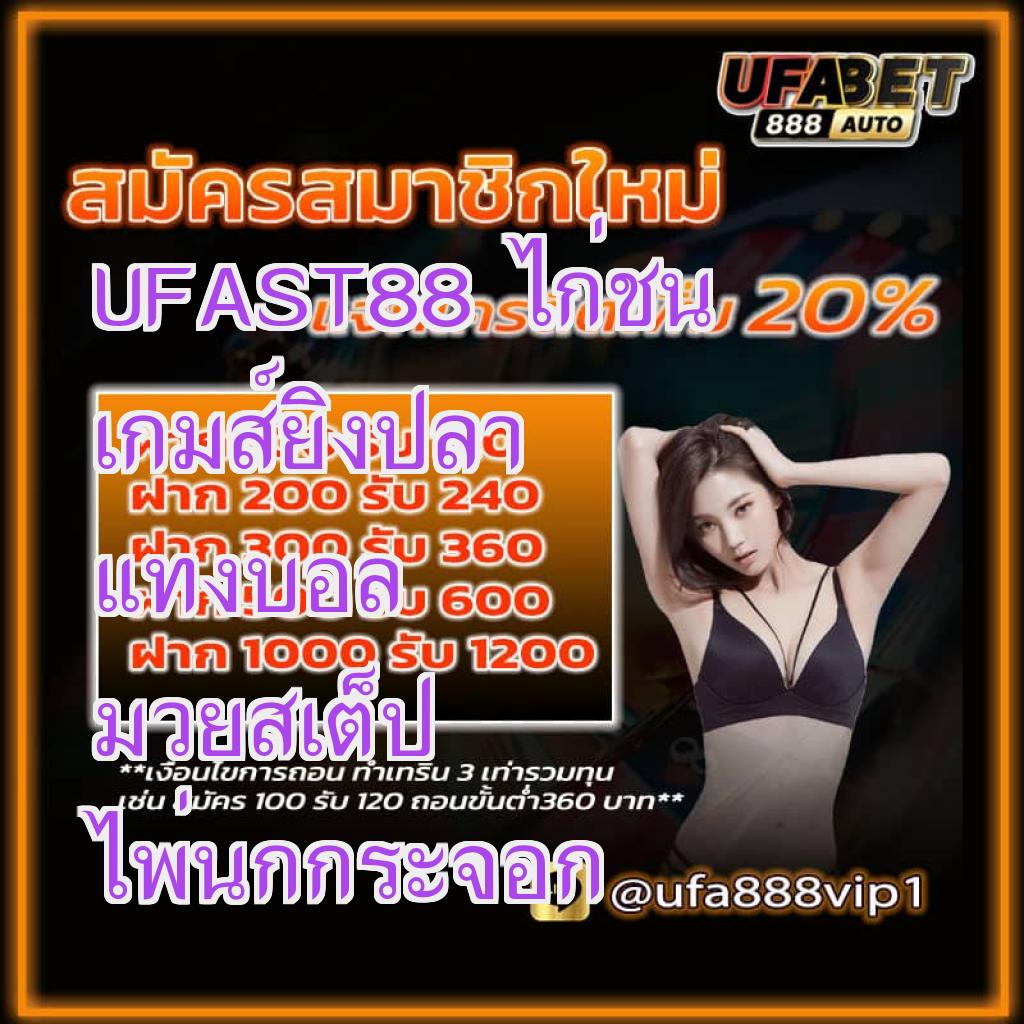 UFABET
888 AUTO
สมัครสมาชิกใหม่
UFAST88 ไก่ชน
20%
เกมส์ยิงปลา
ฝาก 200 รับ 240
ฝาก 300 รับ 360
แทงบอล
600
ฝาก 1000 รับ 1200
มวยสเต็ป
**เงื่อนไขการถอน ทำเทริน 3 เท่ารวมทุน
เช่น สมัคร 100 รับ 120 ถอนขั้นต่ำ360 บาท**
ไพ่นกกระจอก
@ufa888vip1